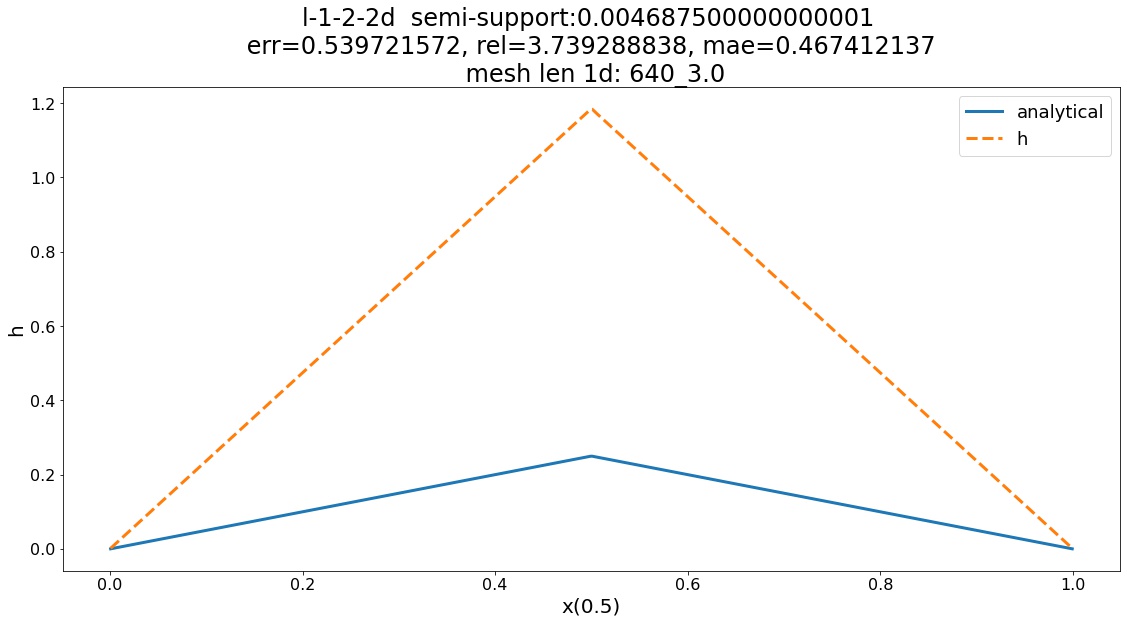 l-1-2-2d  semi-support:0.004687500000000001
err=0.539721572, rel=3.739288838, mae=0.467412137
mesh len 1d: 640_3.0
analytical
h
1.2
1.0
0.8
0.6
0.4
0.2
0.0
h
0.0
0.2
0.4
0.6
0.8
1.0
x(0.5)